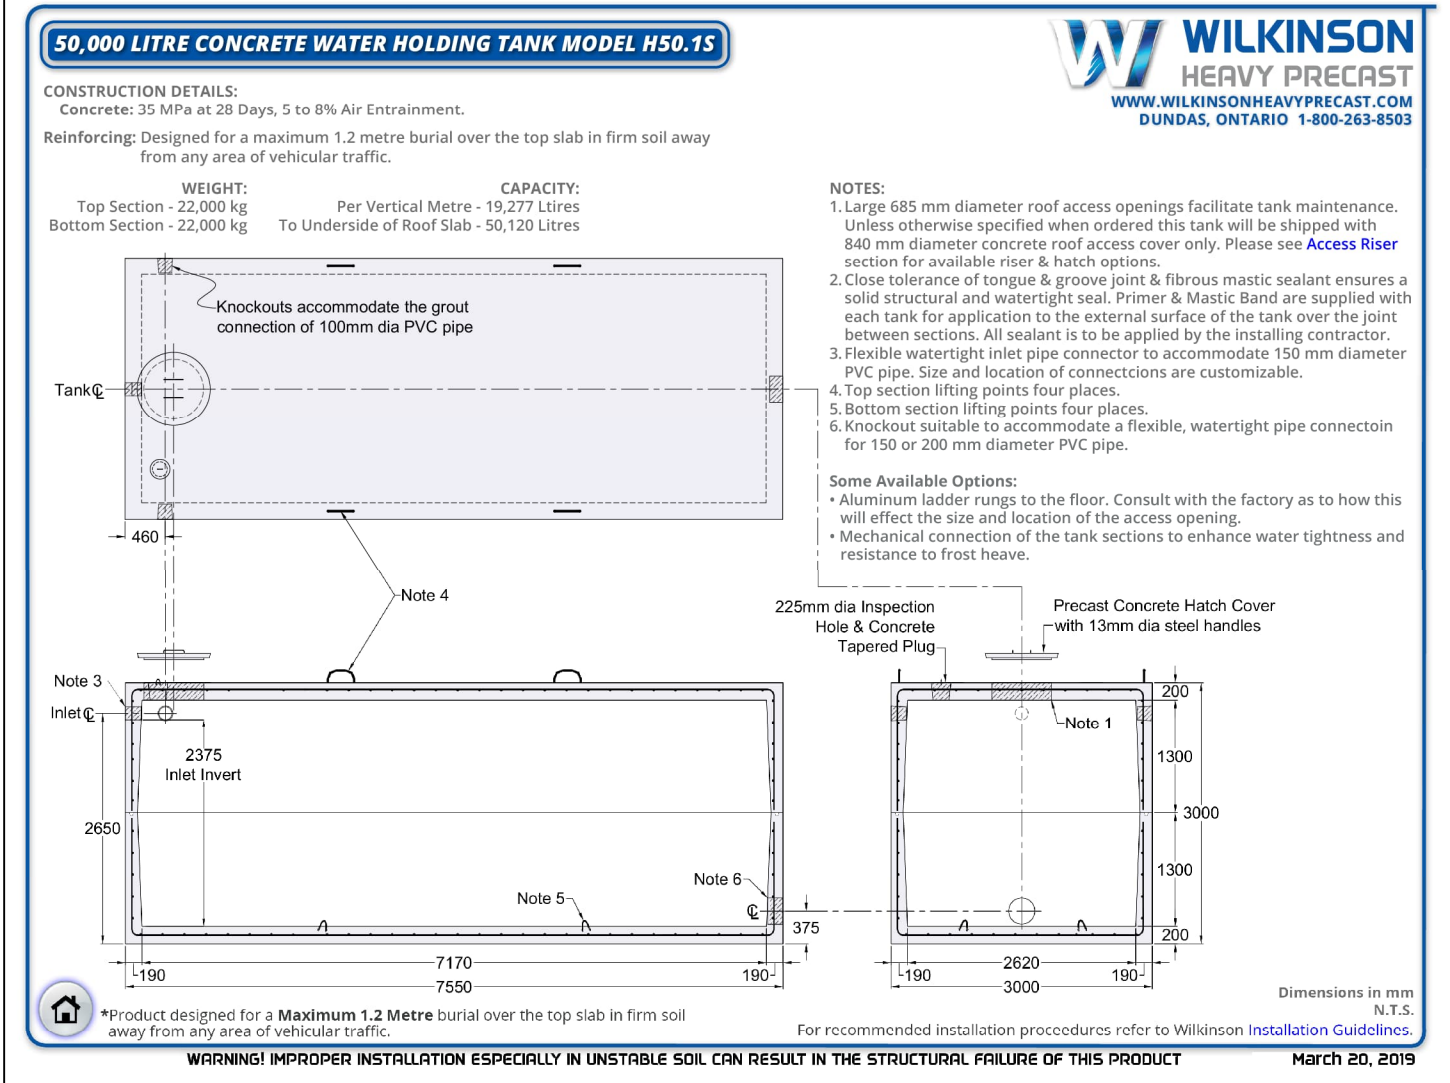 50,000 LITRE CONCRETE WATER HOLDING TANK MODEL H50.1S
W WILKINSON
HEAVY PRECAST
WWW.WILKINSONHEAVYPRECAST.COM
DUNDAS, ONTARIO 1-800-263-8503
CONSTRUCTION DETAILS:
Concrete: 35 MPa at 28 Days, 5 to 8% Air Entrainment.
Reinforcing: Designed for a maximum 1.2 metre burial over the top slab in firm soil away
from any area of vehicular traffic.
WEIGHT:
Top Section - 22,000 kg
Bottom Section - 22,000 kg
CAPACITY:
Per Vertical Metre - 19,277 Ltires
To Underside of Roof Slab - 50,120 Litres
NOTES:
1. Large 685 mm diameter roof access openings facilitate tank maintenance.
Unless otherwise specified when ordered this tank will be shipped with
840 mm diameter concrete roof access cover only. Please see Access Riser
section for available riser & hatch options.
2. Close tolerance of tongue & groove joint & fibrous mastic sealant ensures a
solid structural and watertight seal. Primer & Mastic Band are supplied with
each tank for application to the external surface of the tank over the joint
between sections. All sealant is to be applied by the installing contractor.
3. Flexible watertight inlet pipe connector to accommodate 150 mm diameter
PVC pipe. Size and location of connectcions are customizable.
4. Top section lifting points four places.
5. Bottom section lifting points four places.
6. Knockout suitable to accommodate a flexible, watertight pipe connectoin
for 150 or 200 mm diameter PVC pipe.
Some Available Options:
• Aluminum ladder rungs to the floor. Consult with the factory as to how this
will effect the size and location of the access opening.
• Mechanical connection of the tank sections to enhance water tightness and
resistance to frost heave.
Knockouts accommodate the grout
connection of 100mm dia PVC pipe
Tank ℄
460
Note 4
225mm dia Inspection
Hole & Concrete
Tapered Plug
Precast Concrete Hatch Cover
with 13mm dia steel handles
Note 3
Inlet ℄
2375
Inlet Invert
2650
Note 5
Note 6
℄
375
190
7170
190
7550
Note 1
200
1300
3000
1300
200
190
2620
190
3000
Dimensions in mm
N.T.S.
*Product designed for a Maximum 1.2 Metre burial over the top slab in firm soil
away from any area of vehicular traffic.
For recommended installation proceedures refer to Wilkinson Installation Guidelines.
WARNING! IMPROPER INSTALLATION ESPECIALLY IN UNSTABLE SOIL CAN RESULT IN THE STRUCTURAL FAILURE OF THIS PRODUCT
March 20, 2019